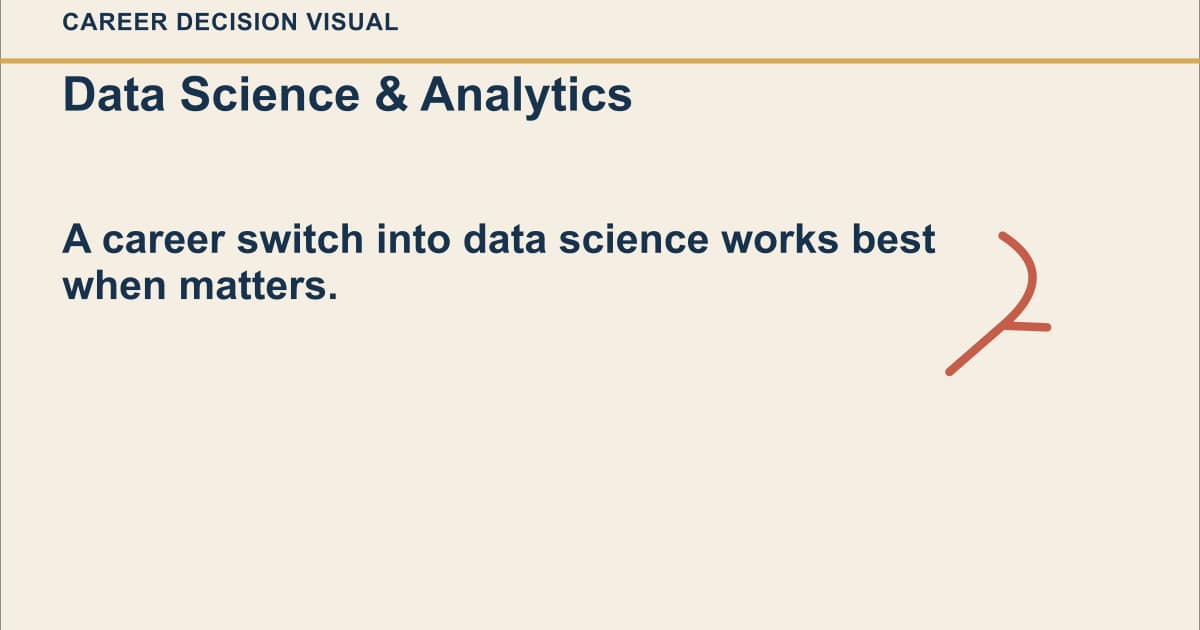 CAREER DECISION VISUAL
Data Science & Analytics
A career switch into data science works best
when matters.